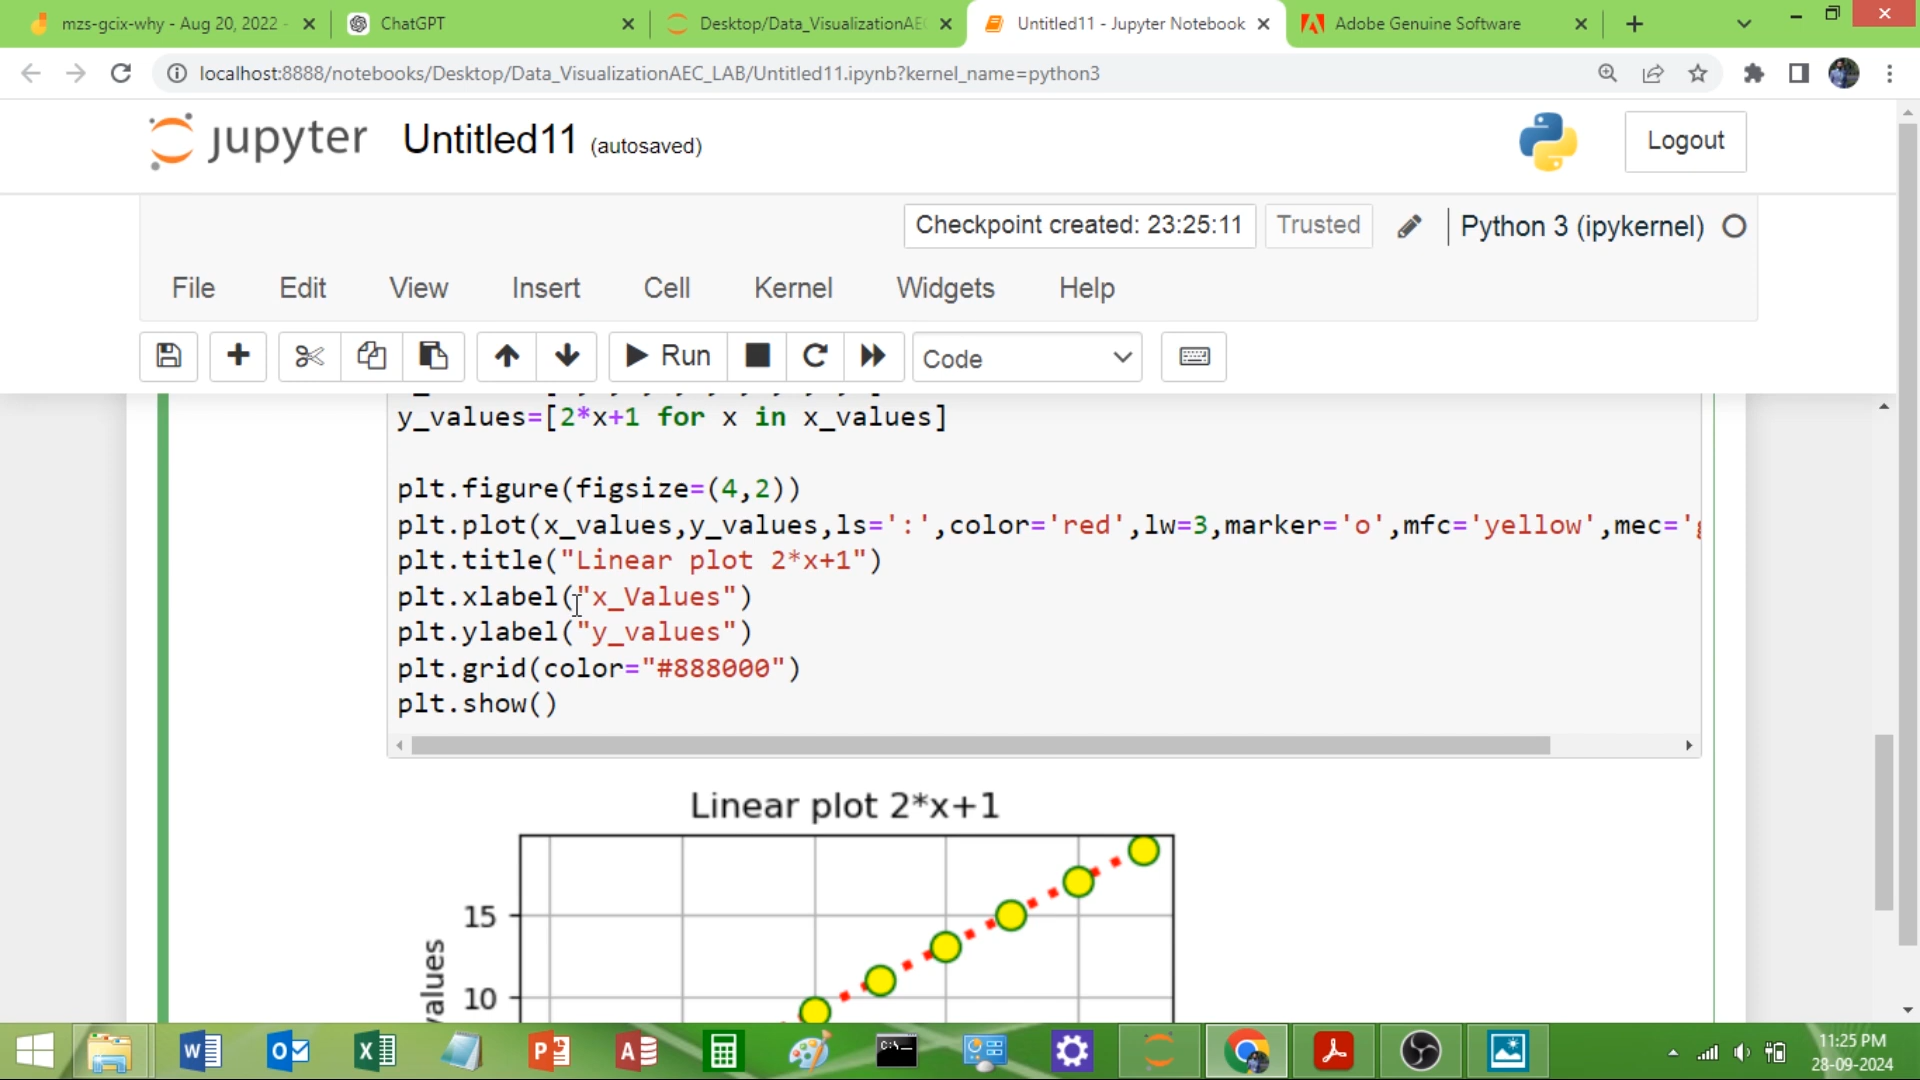 mzs-gcix-why - Aug 20, 2022 -
ChatGPT
Desktop/Data_VisualizationAEC
Untitled11 - Jupyter Notebook
Adobe Genuine Software
localhost:8888/notebooks/Desktop/Data_VisualizationAEC_LAB/Untitled11.ipynb?kernel_name=python3
jupyter Untitled11 (autosaved)
Logout
Checkpoint created: 23:25:11
Trusted
Python 3 (ipykernel)
File Edit View Insert Cell Kernel Widgets Help
Run
Code
y_values=[2*x+1 for x in x_values]
plt.figure(figsize=(4,2))
plt.plot(x_values,y_values,ls=':',color='red',lw=3,marker='o',mfc='yellow',mec='g
plt.title("Linear plot 2*x+1")
plt.xlabel("x_Values")
plt.ylabel("y_values")
plt.grid(color="#888000")
plt.show()
Linear plot 2*x+1
15
10
values
11:25 PM
28-09-2024